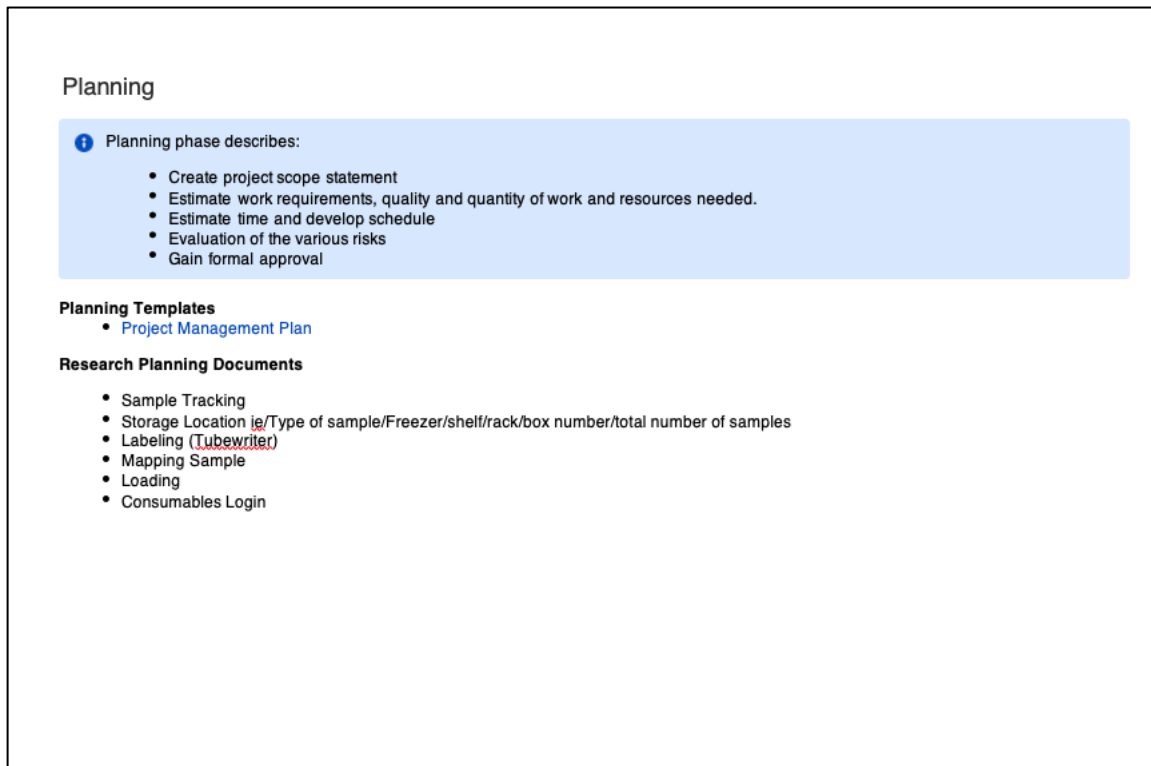 Planning
Planning phase describes:
• Create project scope statement
• Estimate work requirements, quality and quantity of work and resources needed.
• Estimate time and develop schedule
• Evaluation of the various risks
• Gain formal approval
Planning Templates
• Project Management Plan
Research Planning Documents
• Sample Tracking
• Storage Location ie/Type of sample/Freezer/shelf/rack/box number/total number of samples
• Labeling (Tubewriter)
• Mapping Sample
• Loading
• Consumables Login